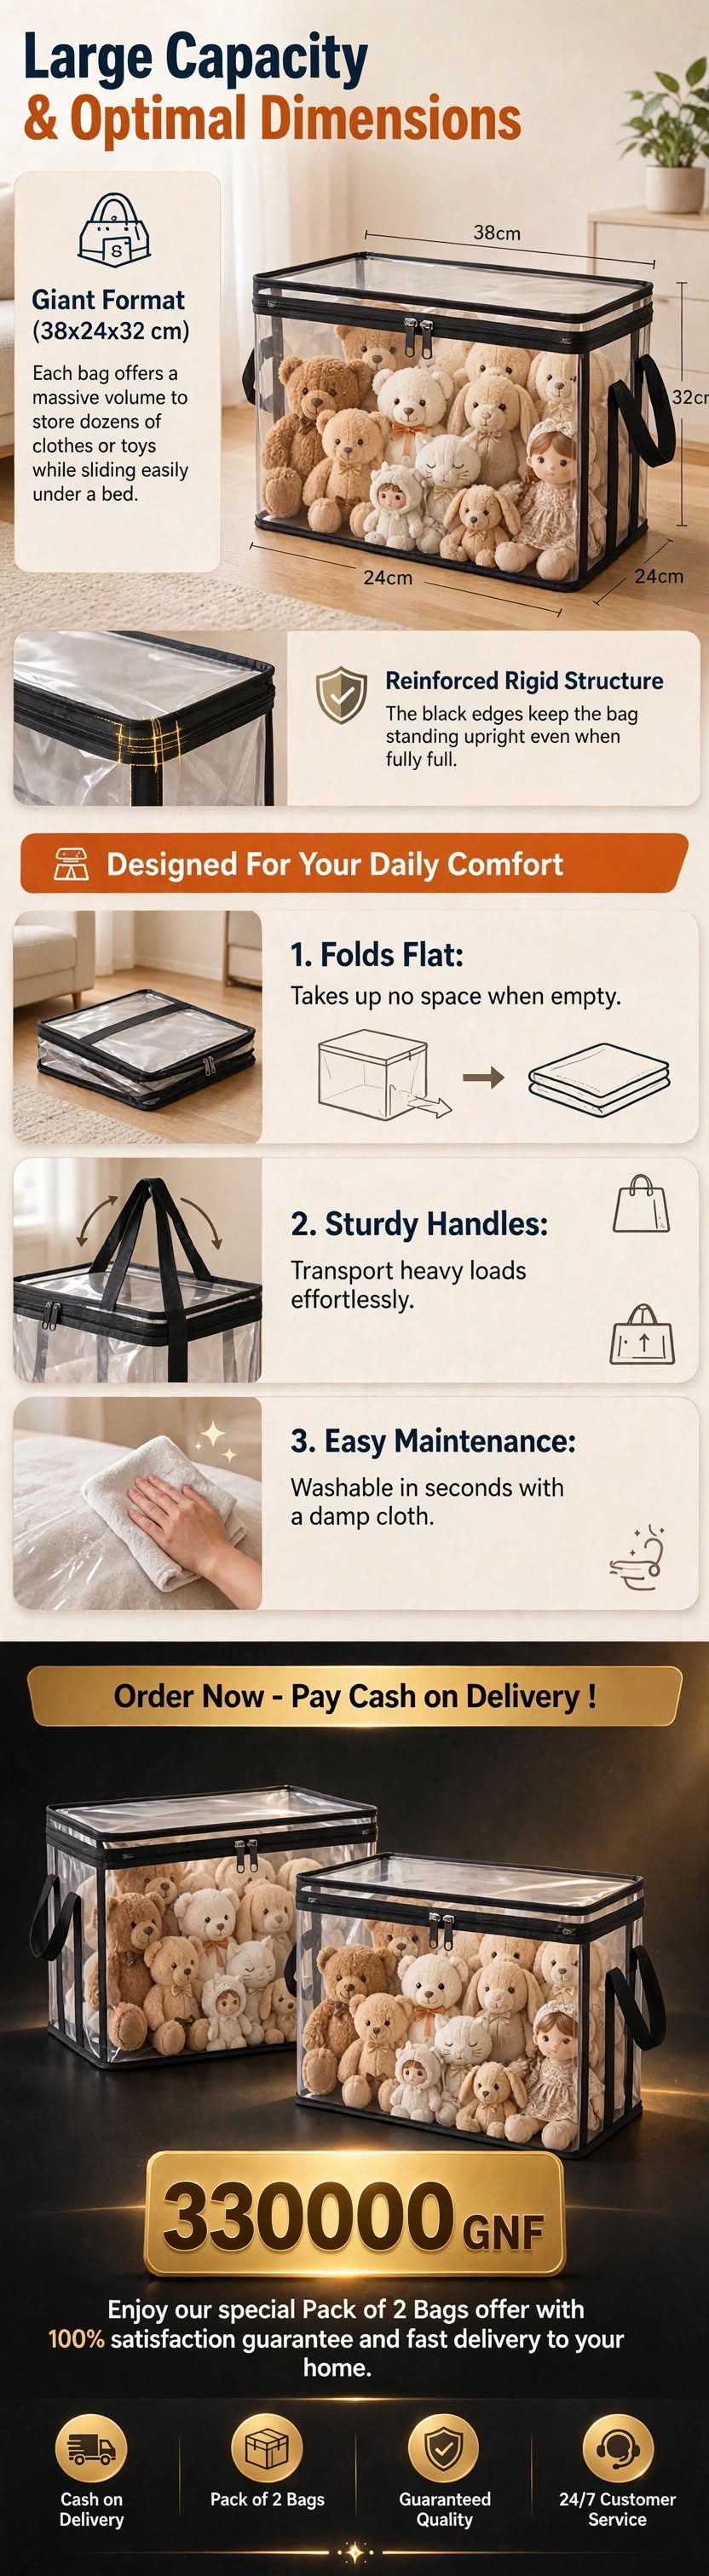 Large Capacity
& Optimal Dimensions
Giant Format
(38x24x32 cm)
Each bag offers a
massive volume to
store dozens of
clothes or toys
while sliding easily
under a bed.
38cm
32cm
24cm
24cm
Reinforced Rigid Structure
The black edges keep the bag
standing upright even when
fully full.
Designed For Your Daily Comfort
1. Folds Flat:
Takes up no space when empty.
2. Sturdy Handles:
Transport heavy loads
effortlessly.
3. Easy Maintenance:
Washable in seconds with
a damp cloth.
Order Now - Pay Cash on Delivery !
330000 GNF
Enjoy our special Pack of 2 Bags offer with
100% satisfaction guarantee and fast delivery to your
home.
Cash on
Delivery
Pack of 2 Bags
Guaranteed
Quality
24/7 Customer
Service